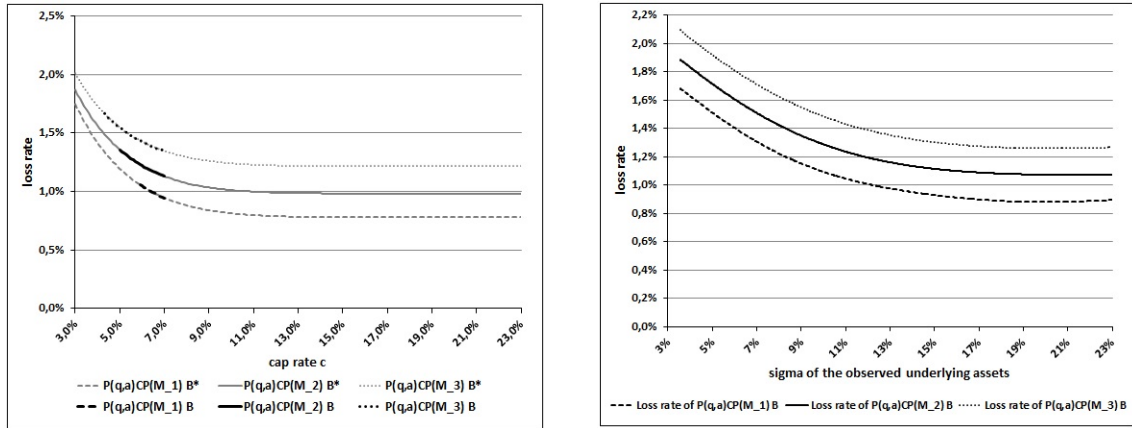 loss rate
2,5%
2,0%
1,5%
1,0%
0,5%
0,0%
3,0% 5,0% 7,0% 9,0% 11,0% 13,0% 15,0% 17,0% 19,0% 21,0% 23,0%
cap rate c
P(q,a)CP(M_1) B* P(q,a)CP(M_2) B* P(q,a)CP(M_3) B*
P(q,a)CP(M_1) B P(q,a)CP(M_2) B P(q,a)CP(M_3) B
loss rate
2,2%
2,0%
1,8%
1,6%
1,4%
1,2%
1,0%
0,8%
0,6%
0,4%
0,2%
0,0%
3% 5% 7% 9% 11% 13% 15% 17% 19% 21% 23%
sigma of the observed underlying assets
Loss rate of P(q,a)CP(M_1) B Loss rate of P(q,a)CP(M_2) B Loss rate of P(q,a)CP(M_3) B